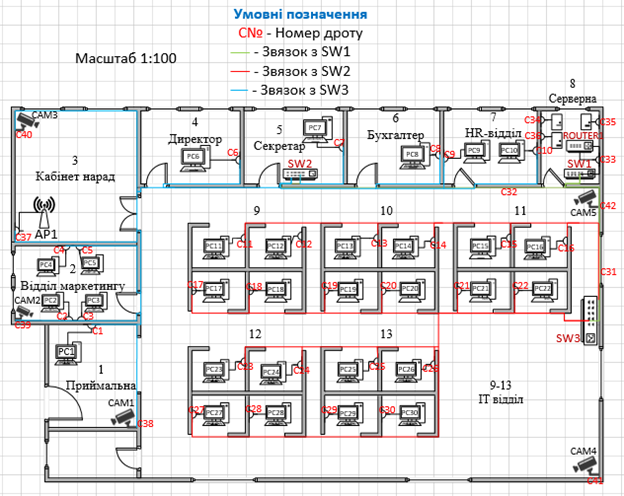 Умовні позначення
C№ - Номер дроту
- Звязок з SW1
- Звязок з SW2
- Звязок з SW3
Масштаб 1:100
CAM3
C40
3
Кабінет нарад
AP1
C37
4
Директор
PC6
C6
5
Секретар
PC7
SW2
6
Бухгалтер
PC8
C8
7
HR-відділ
C9
PC9
PC10
C10
8
Серверна
C34
C35
C36
ROUTER1
C33
SW1
C32
C42
CAM5
C4
C5
PC4
PC5
2
Відділ маркетингу
CAM2
PC2
PC3
C39
C2
C3
C1
PC1
1
Приймальна
CAM1
C38
9
10
11
PC11
C11
PC12
C12
PC13
C13
PC14
C14
PC15
C15
PC16
C16
C17
PC17
C18
PC18
C19
PC19
C20
PC20
C21
PC21
C22
PC22
C31
SW3
12
13
PC23
C23
PC24
C24
PC25
C25
PC26
C26
C27
PC27
C28
PC28
C29
PC29
C30
PC30
9-13
IT відділ
CAM4
C41